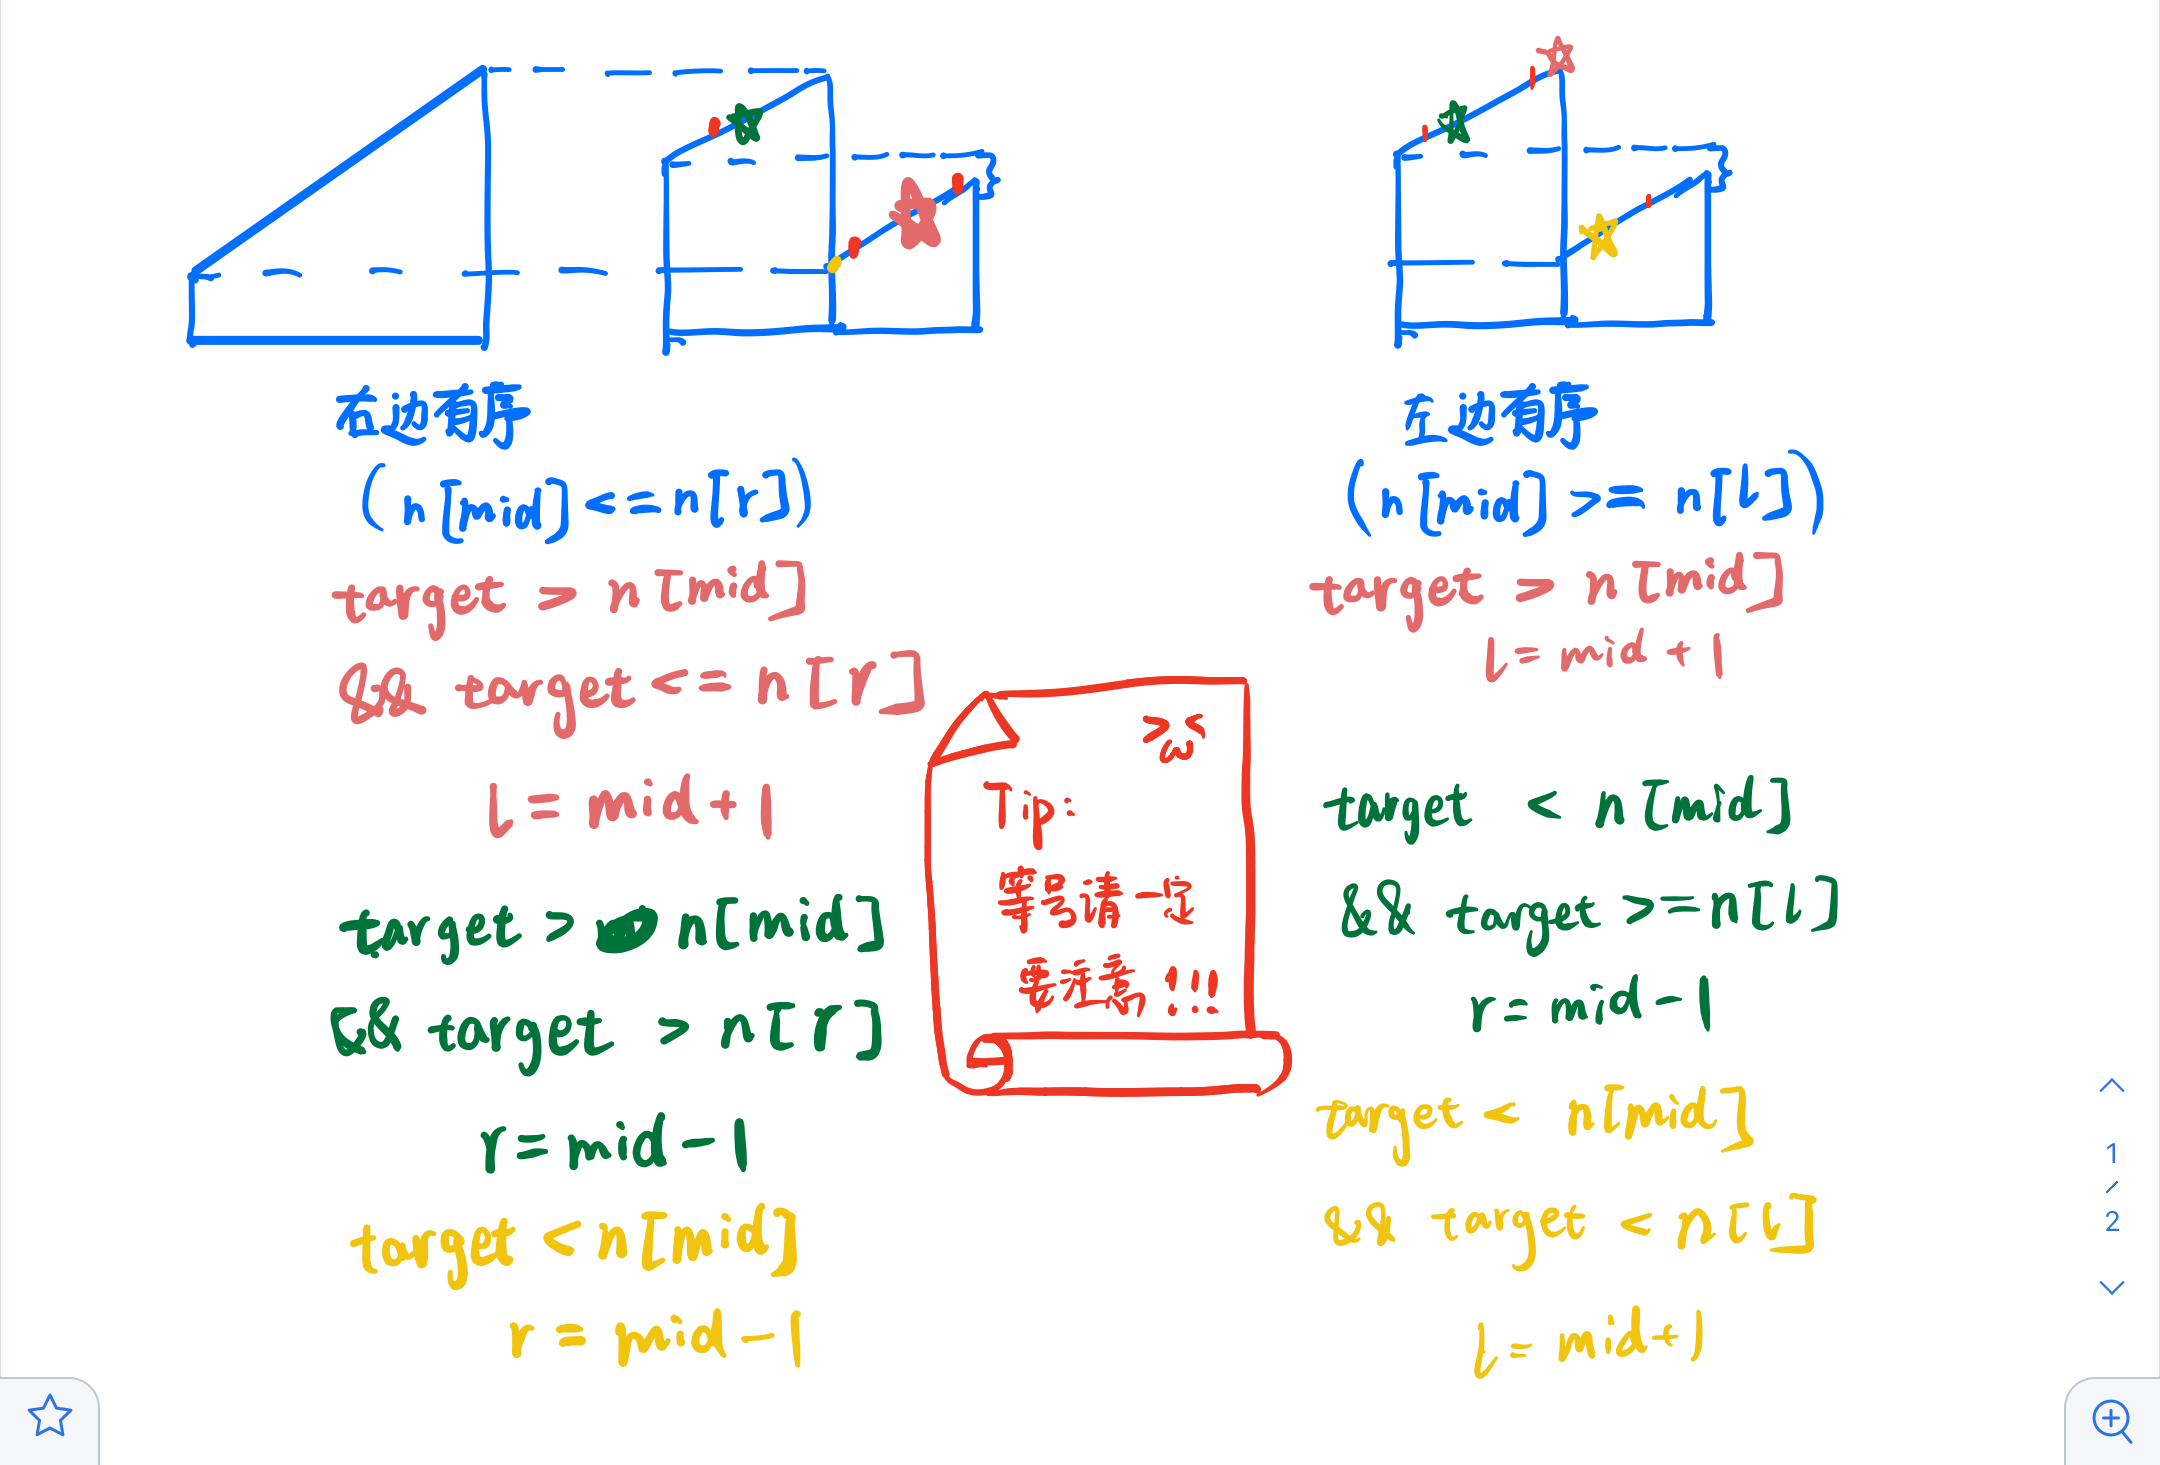 右边有序
(n[mid]<=n[r])
target > n[mid]
&& target <= n[r]
l = mid+1
target > n[mid]
&& target > n[r]
r = mid-1
target < n[mid]
r = mid-1
>ω<
Tip:
等号请一定
要注意!!!
左边有序
(n[mid] >= n[l])
target > n[mid]
l = mid + 1
target < n[mid]
&& target >= n[l]
r = mid-1
target < n[mid]
&& target < n[l]
l = mid+1
1
/
2